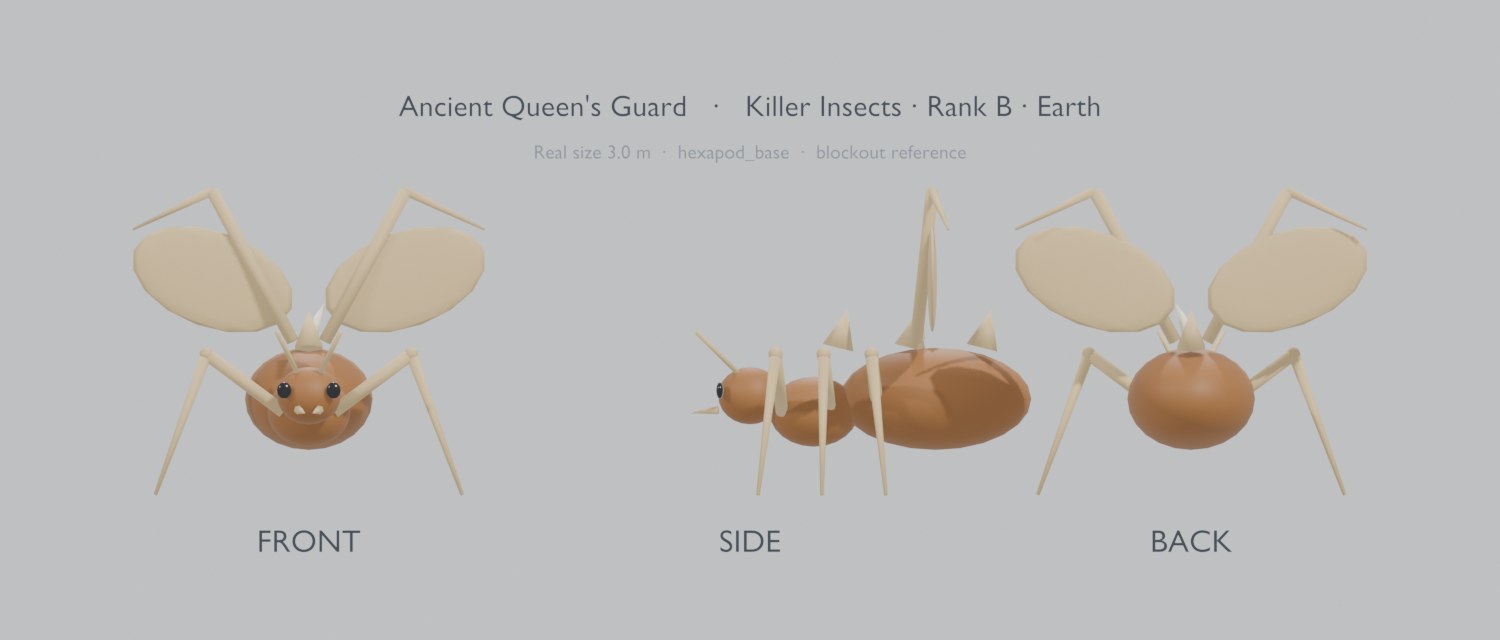 Ancient Queen's Guard · Killer Insects · Rank B · Earth
Real size 3.0 m · hexapod_base · blockout reference
FRONT SIDE BACK